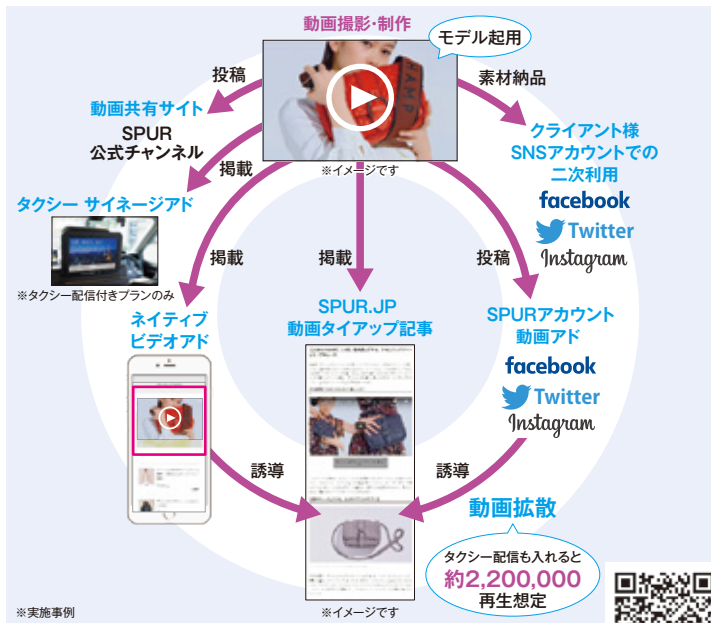 動画撮影・制作
モデル起用
投稿
素材納品
動画共有サイト
SPUR
公式チャンネル
※イメージです
クライアント様
SNSアカウントでの
二次利用
facebook
Twitter
Instagram
掲載
タクシー サイネージアド
※タクシー配信付きプランのみ
掲載
掲載
投稿
ネイティブ
ビデオアド
SPUR.JP
動画タイアップ記事
SPURアカウント
動画アド
facebook
Twitter
Instagram
誘導
誘導
動画拡散
タクシー配信も入れると
約2,200,000
再生想定
※実施事例
※イメージです